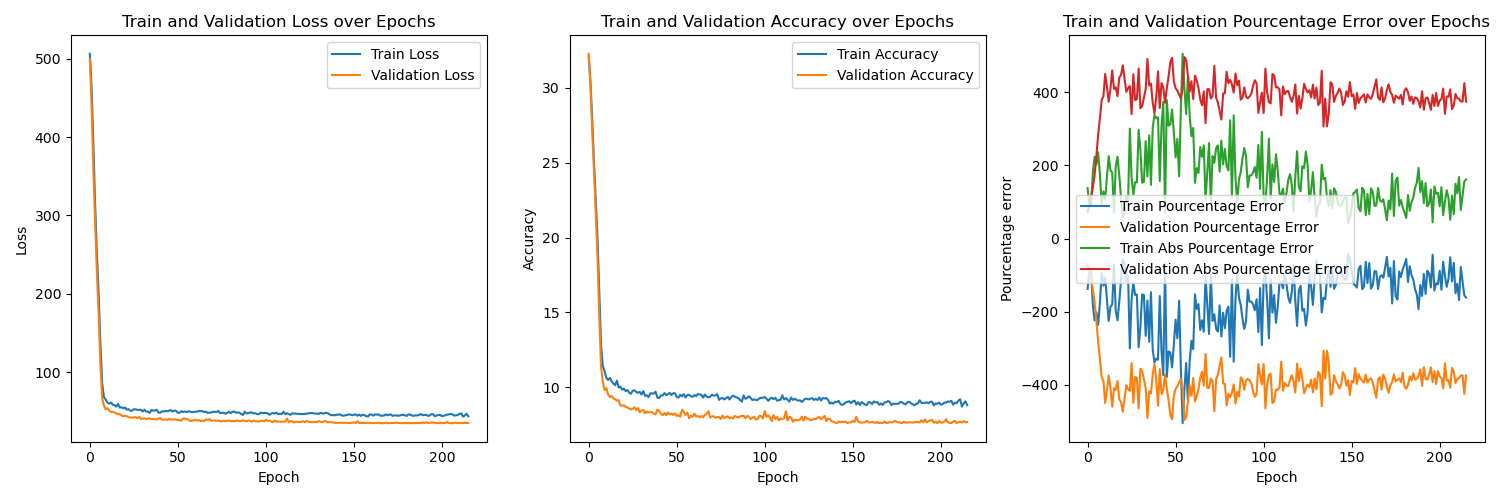 Train and Validation Loss over Epochs
Train Loss
Validation Loss
500
400
300
200
100
Loss
0
50
100
150
200
Epoch
Train and Validation Accuracy over Epochs
Train Accuracy
Validation Accuracy
30
25
20
15
10
Accuracy
0
50
100
150
200
Epoch
Train and Validation Pourcentage Error over Epochs
400
200
0
−200
−400
Pourcentage error
Train Pourcentage Error
Validation Pourcentage Error
Train Abs Pourcentage Error
Validation Abs Pourcentage Error
0
50
100
150
200
Epoch